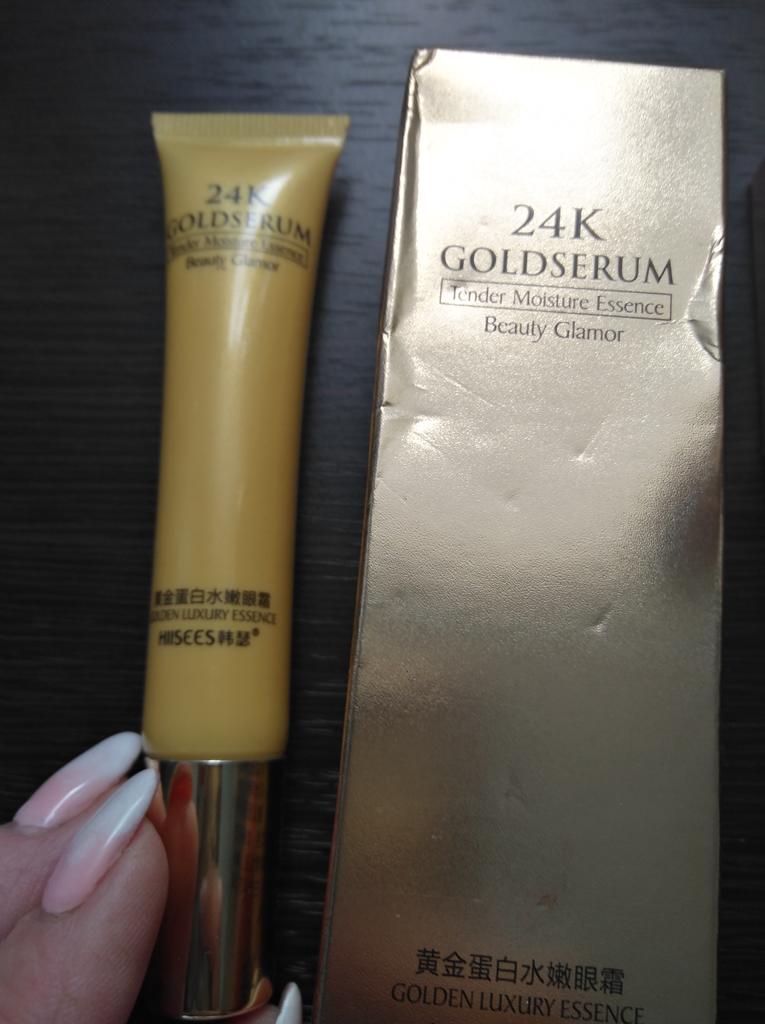 24K
GOLDSERUM
Tender Moisture Essence
Beauty Glamor
黄金蛋白水嫩眼霜
GOLDEN LUXURY ESSENCE
HIISEES韩瑟®
24K
GOLDSERUM
Tender Moisture Essence
Beauty Glamor
黄金蛋白水嫩眼霜
GOLDEN LUXURY ESSENCE